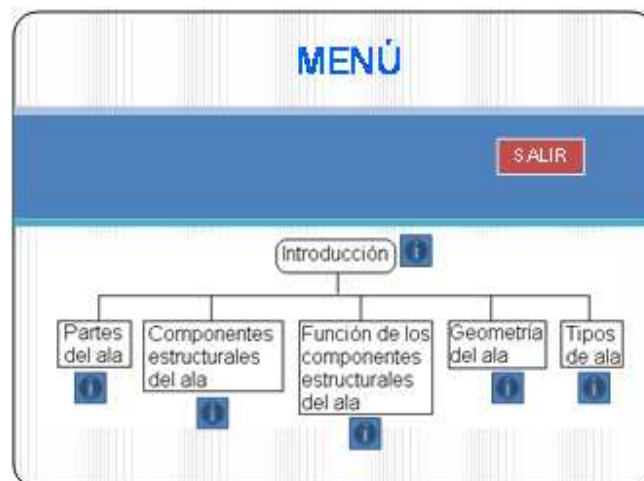 MENÚ
SALIR
Introducción
Partes
del ala
Componentes
estructurales
del ala
Función de los
componentes
estructurales
del ala
Geometría
del ala
Tipos
de ala